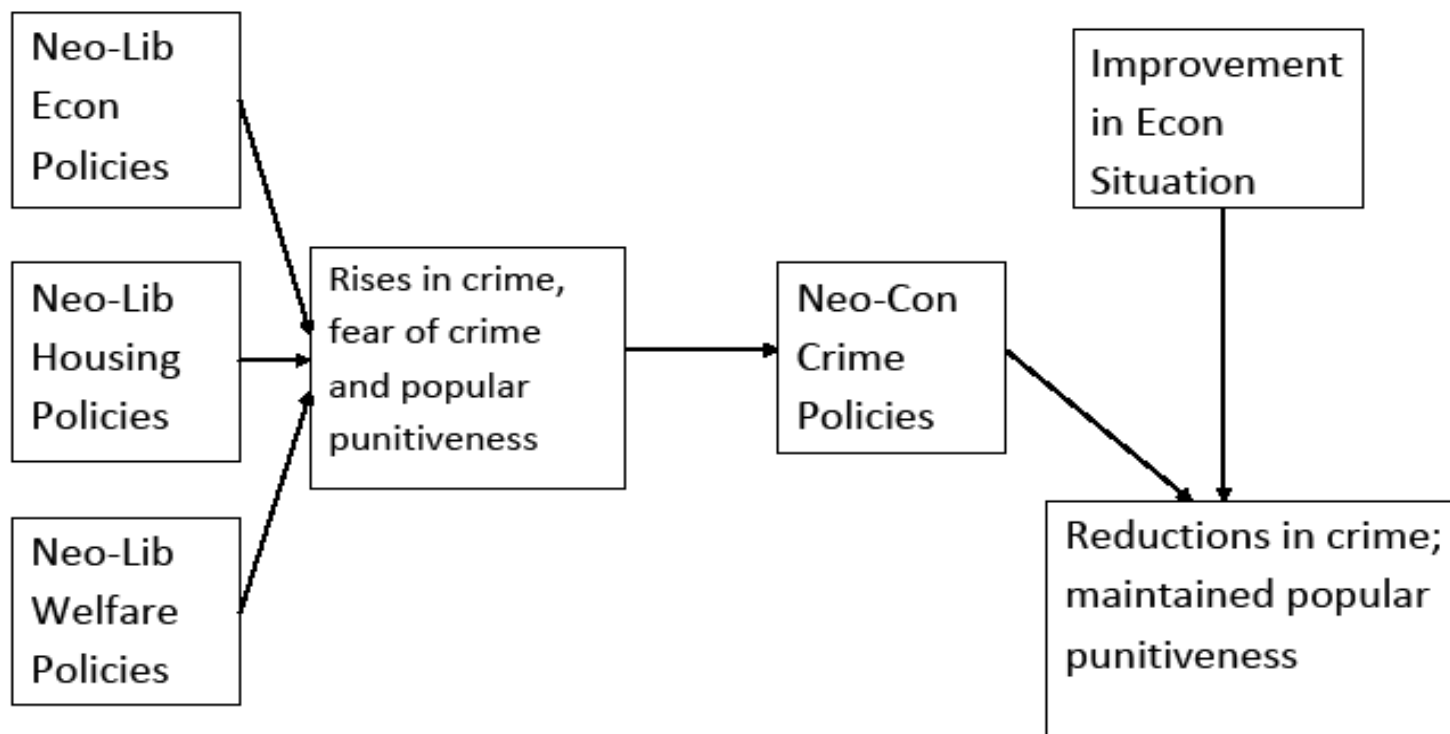 Neo-Lib
Econ
Policies
Neo-Lib
Housing
Policies
Neo-Lib
Welfare
Policies
Rises in crime,
fear of crime
and popular
punitiveness
Neo-Con
Crime
Policies
Improvement
in Econ
Situation
Reductions in crime;
maintained popular
punitiveness